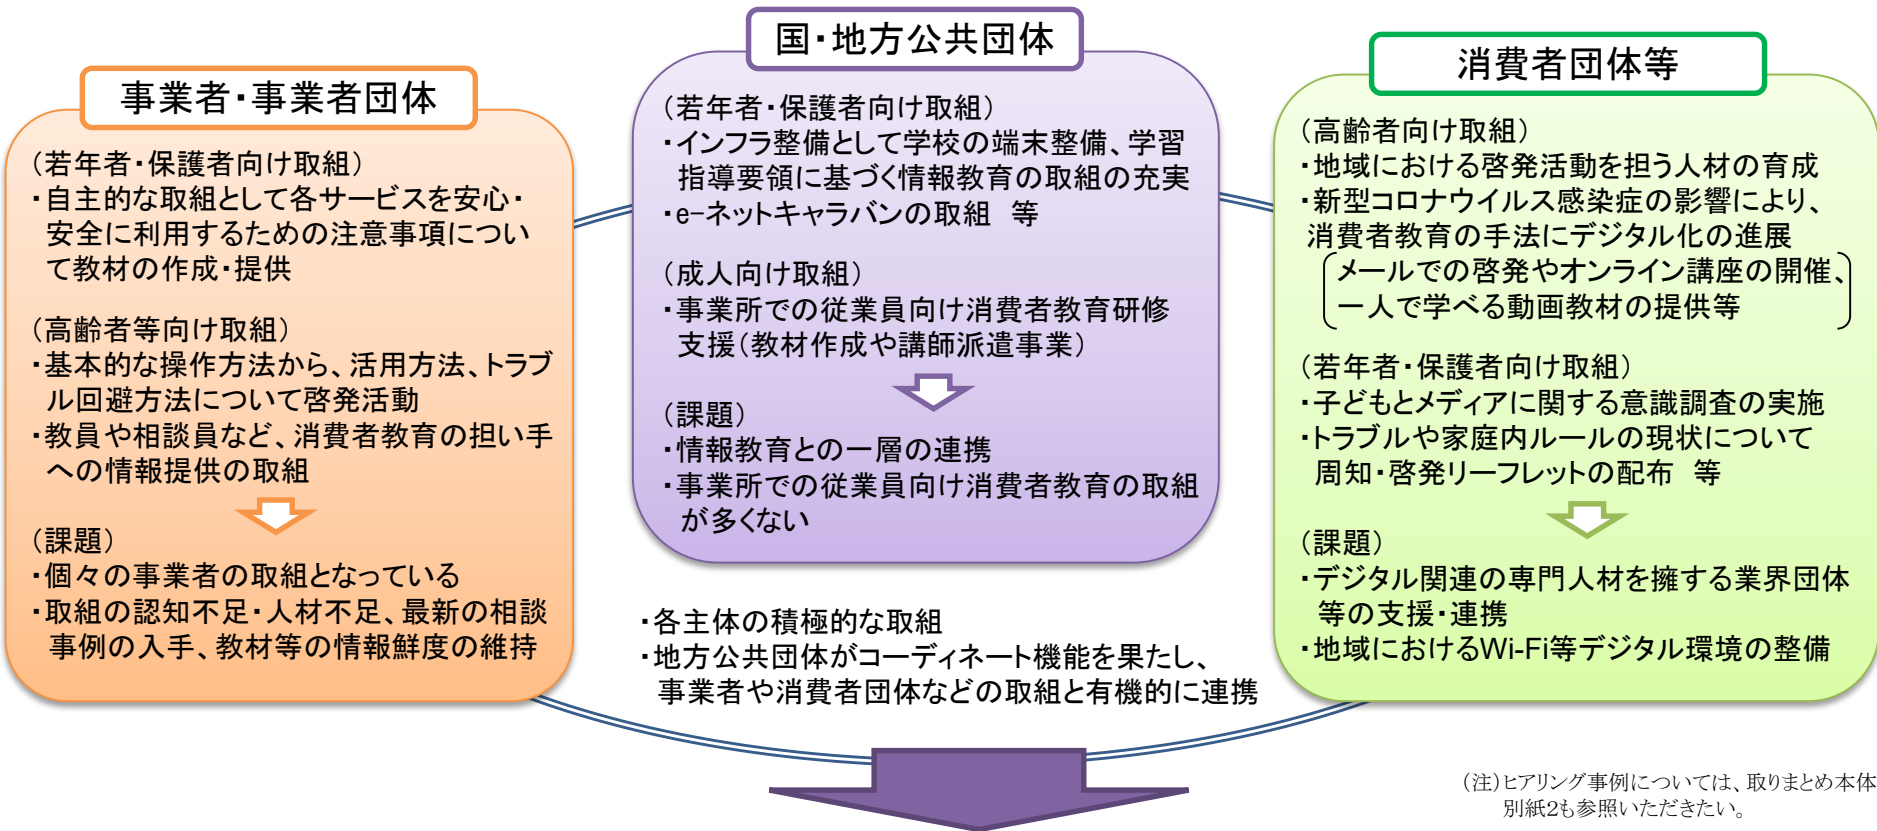 事業者・事業者団体
(若年者・保護者向け取組)
・自主的な取組として各サービスを安心・
安全に利用するための注意事項につい
て教材の作成・提供
(高齢者等向け取組)
・基本的な操作方法から、活用方法、トラブ
ル回避方法について啓発活動
・教員や相談員など、消費者教育の担い手
への情報提供の取組
(課題)
・個々の事業者の取組となっている
・取組の認知不足・人材不足、最新の相談
事例の入手、教材等の情報鮮度の維持
国・地方公共団体
(若年者・保護者向け取組)
・インフラ整備として学校の端末整備、学習
指導要領に基づく情報教育の取組の充実
・e-ネットキャラバンの取組 等
(成人向け取組)
・事業所での従業員向け消費者教育研修
支援(教材作成や講師派遣事業)
(課題)
・情報教育との一層の連携
・事業所での従業員向け消費者教育の取組
が多くない
消費者団体等
(高齢者向け取組)
・地域における啓発活動を担う人材の育成
・新型コロナウイルス感染症の影響により、
消費者教育の手法にデジタル化の進展
メールでの啓発やオンライン講座の開催、
一人で学べる動画教材の提供等
(若年者・保護者向け取組)
・子どもとメディアに関する意識調査の実施
・トラブルや家庭内ルールの現状について
周知・啓発リーフレットの配布 等
(課題)
・デジタル関連の専門人材を擁する業界団体
等の支援・連携
・地域におけるWi-Fi等デジタル環境の整備
・各主体の積極的な取組
・地方公共団体がコーディネート機能を果たし、
事業者や消費者団体などの取組と有機的に連携
(注)ヒアリング事例については、取りまとめ本体
別紙2も参照いただきたい。